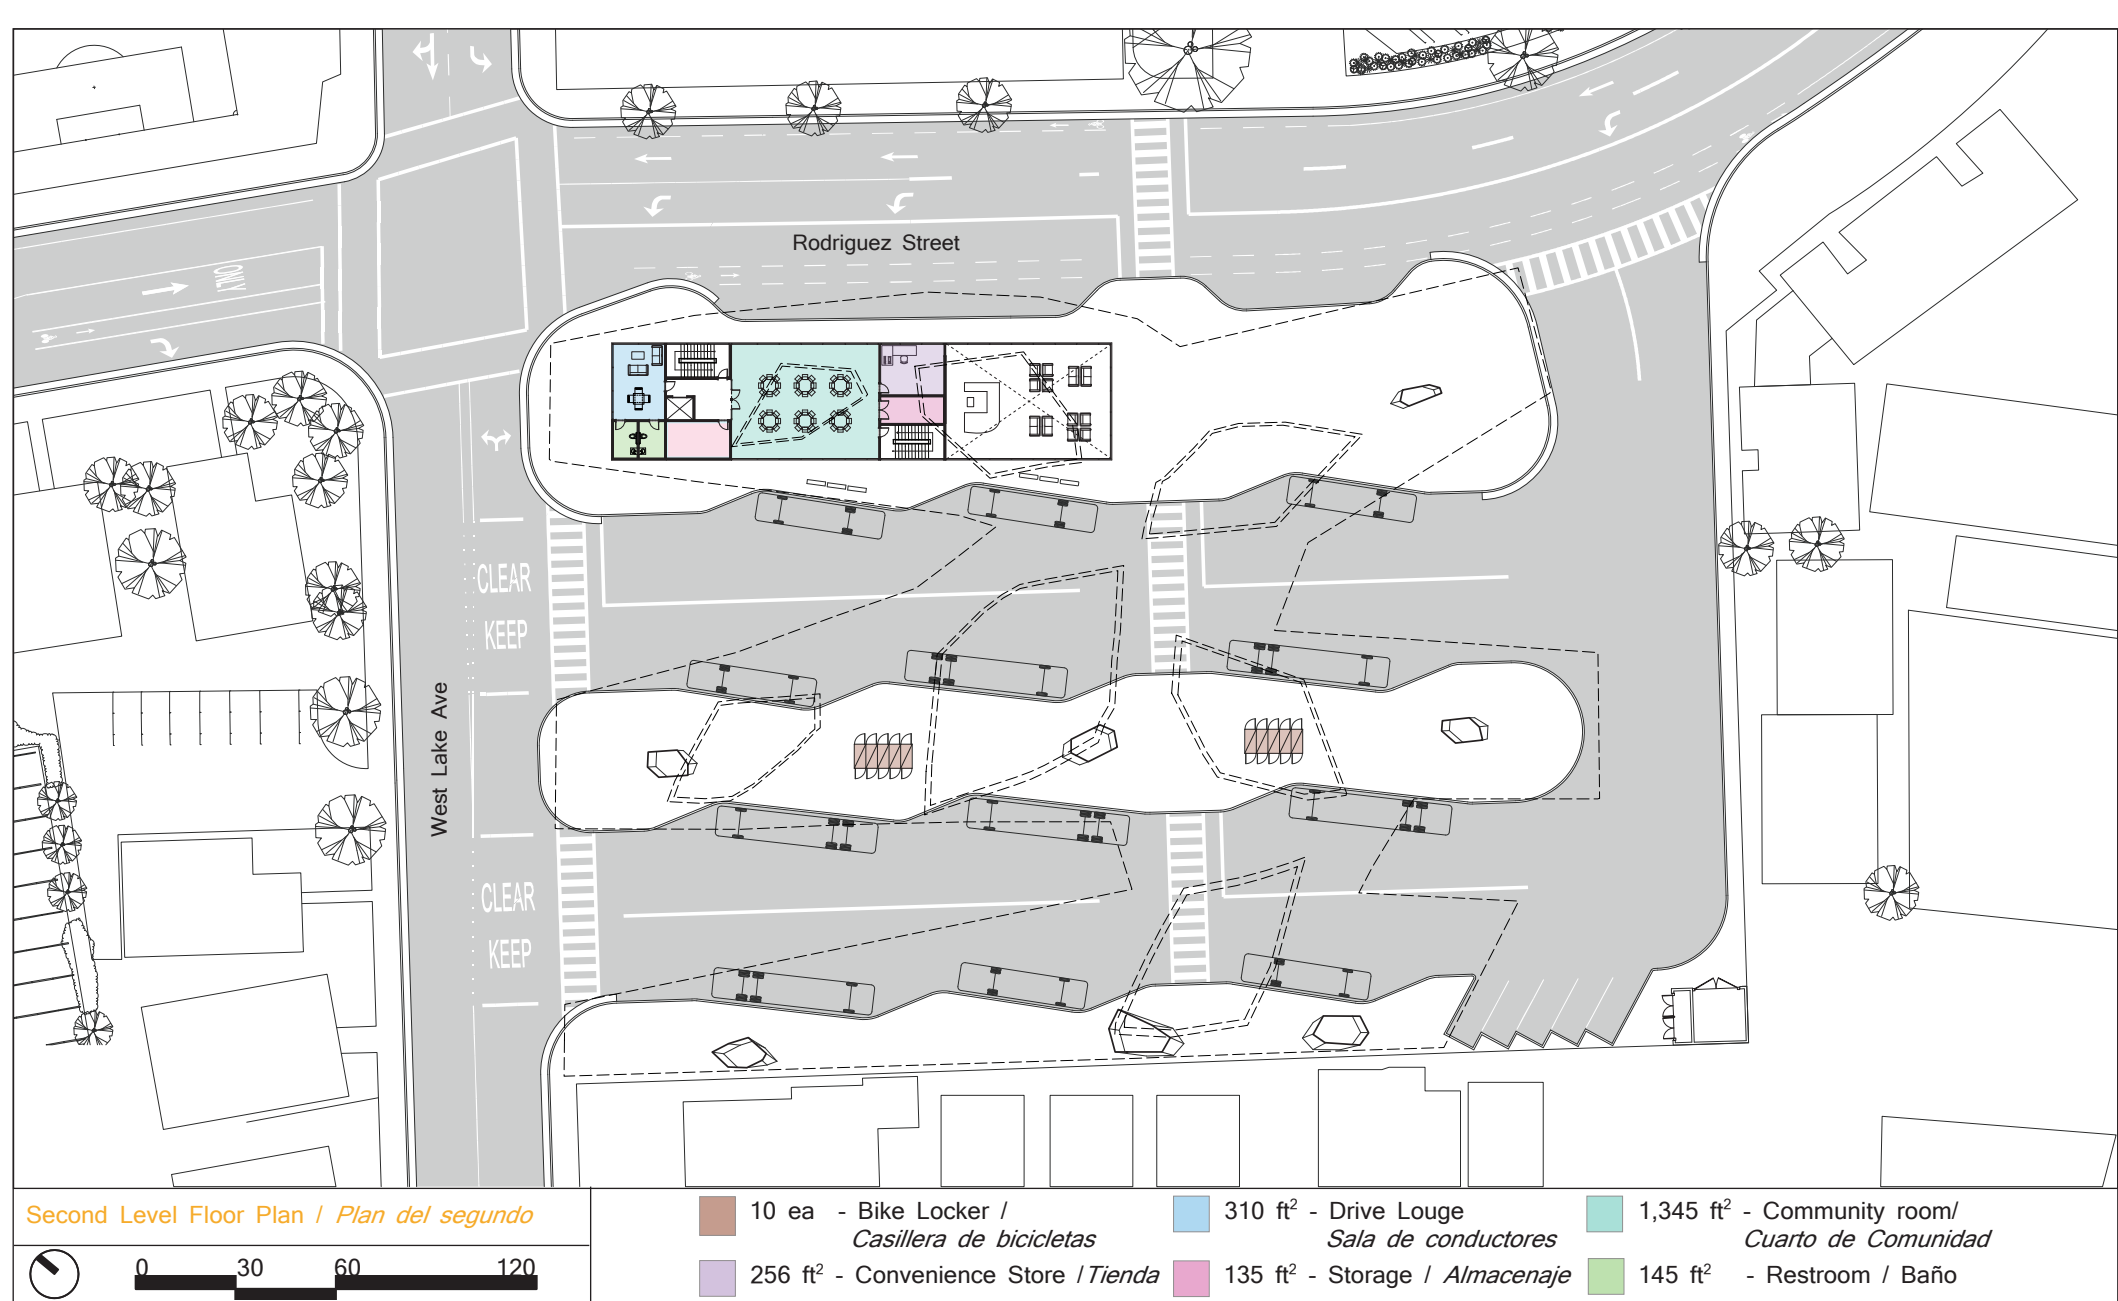 ONLY
Rodriguez Street
CLEAR
KEEP
West Lake Ave
CLEAR
KEEP
Second Level Floor Plan / Plan del segundo
0 30 60 120
10 ea - Bike Locker /
Casillera de bicicletas
256 ft² - Convenience Store / Tienda
310 ft² - Drive Louge
Sala de conductores
135 ft² - Storage / Almacenaje
1,345 ft² - Community room/
Cuarto de Comunidad
145 ft² - Restroom / Baño